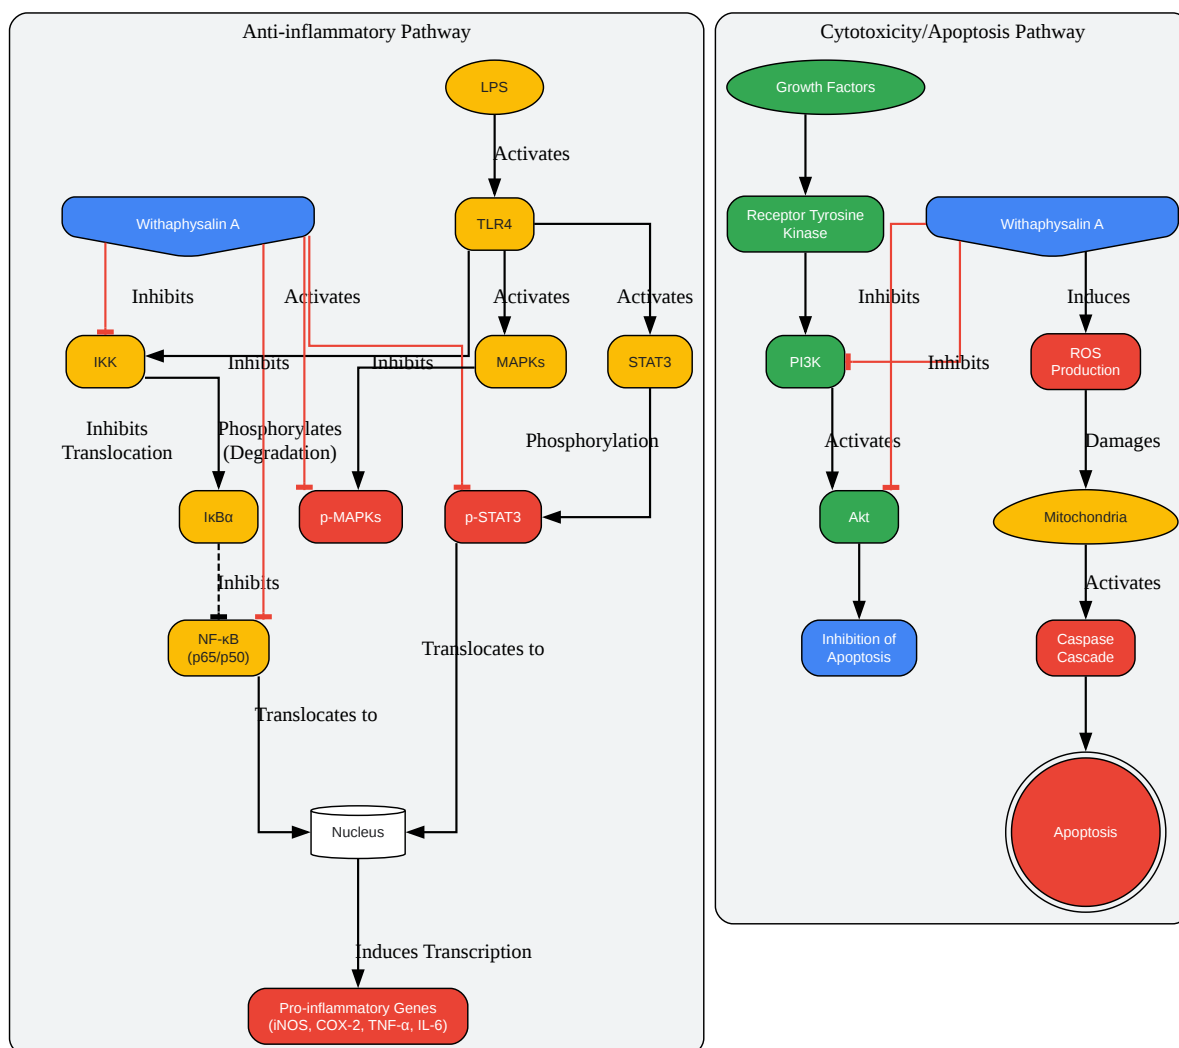 Anti-inflammatory Pathway
Cytotoxicity/Apoptosis Pathway
LPS
Growth Factors
Activates
Withaphysalin A
TLR4
Receptor Tyrosine
Kinase
Withaphysalin A
Inhibits
Activates
Activates
Activates
Inhibits
Induces
IKK
Inhibits
Inhibits
MAPKs
STAT3
PI3K
Inhibits
ROS
Production
Inhibits
Translocation
Phosphorylates
(Degradation)
Phosphorylation
Activates
Damages
IκBα
p-MAPKs
p-STAT3
Akt
Mitochondria
Inhibits
Activates
NF-κB
(p65/p50)
Translocates to
Inhibition of
Apoptosis
Caspase
Cascade
Translocates to
Nucleus
Apoptosis
Induces Transcription
Pro-inflammatory Genes
(iNOS, COX-2, TNF-α, IL-6)